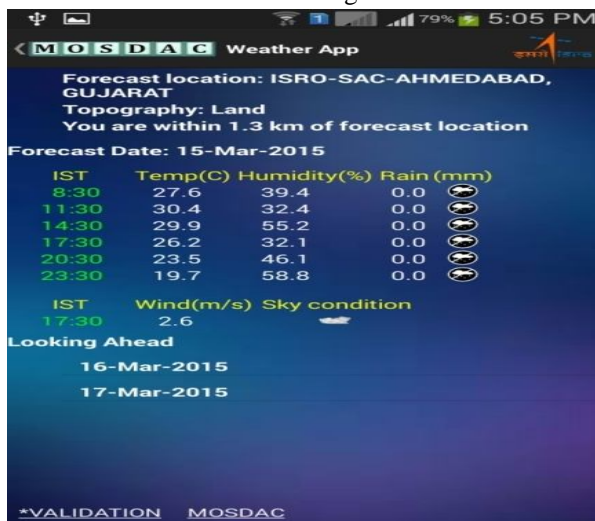 79% 5:05 PM
MOSDAC Weather App
इसरो isro
Forecast location: ISRO-SAC-AHMEDABAD,
GUJARAT
Topography: Land
You are within 1.3 km of forecast location
Forecast Date: 15-Mar-2015
IST Temp(C) Humidity(%) Rain (mm)
8:30 27.6 39.4 0.0
11:30 30.4 32.4 0.0
14:30 29.9 55.2 0.0
17:30 26.2 32.1 0.0
20:30 23.5 46.1 0.0
23:30 19.7 58.8 0.0
IST Wind(m/s) Sky condition
17:30 2.6
Looking Ahead
16-Mar-2015
17-Mar-2015
*VALIDATION MOSDAC